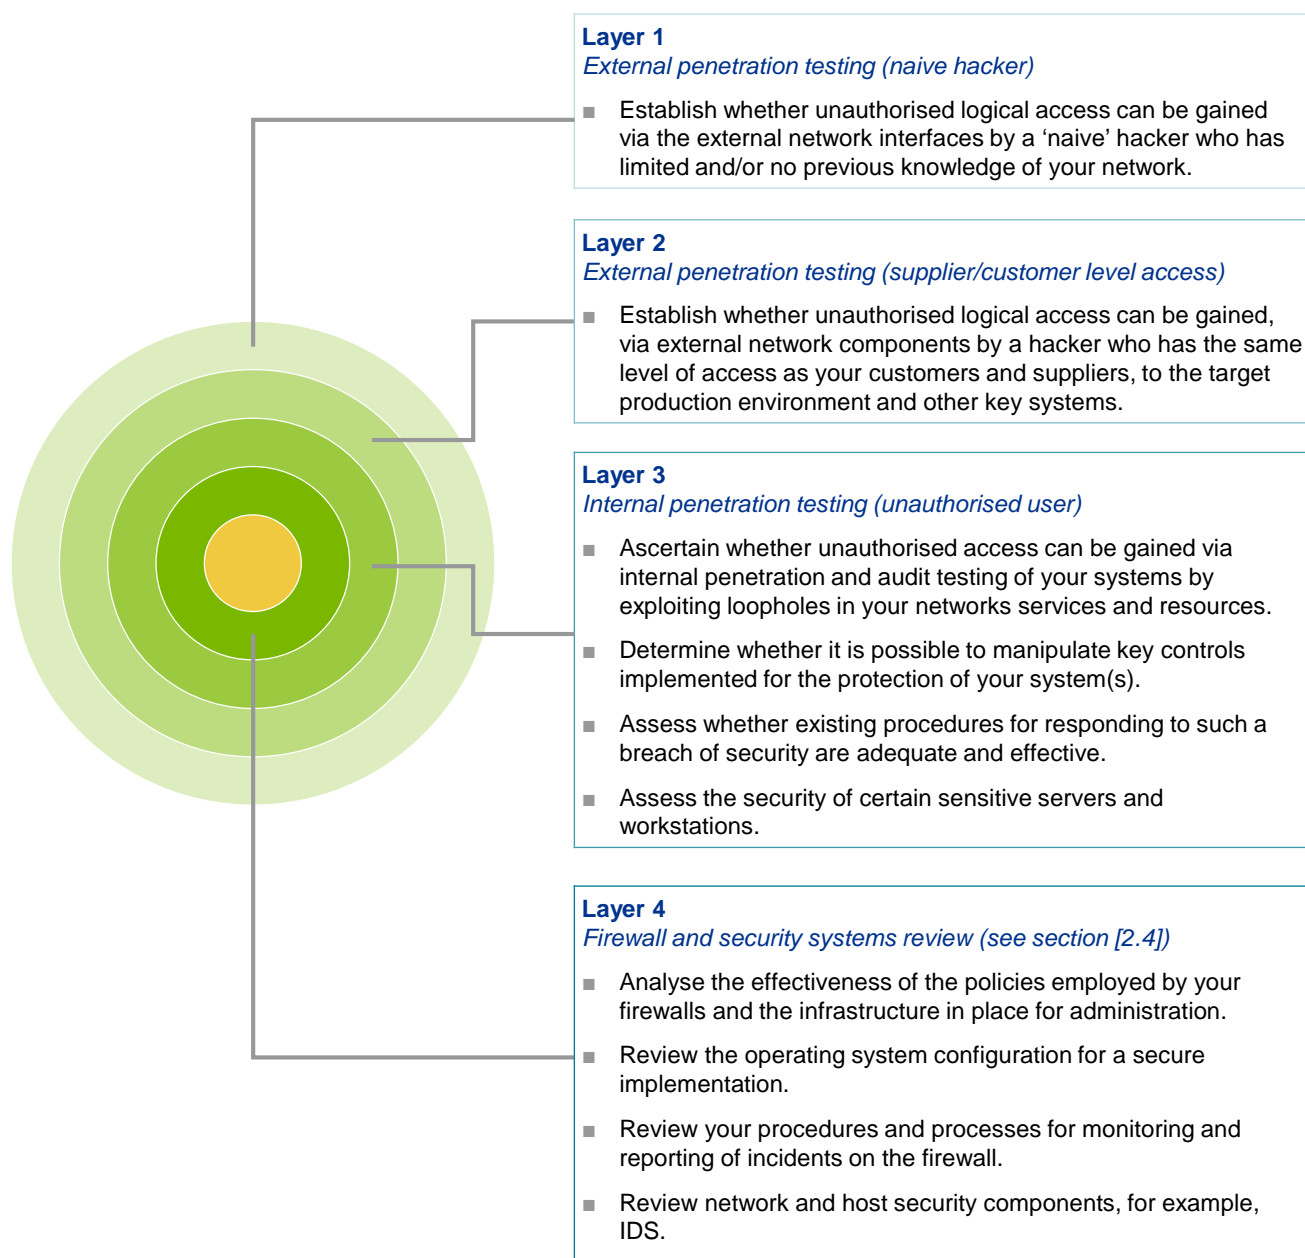 Layer 1
External penetration testing (naive hacker)
■ Establish whether unauthorised logical access can be gained
via the external network interfaces by a ‘naive’ hacker who has
limited and/or no previous knowledge of your network.
Layer 2
External penetration testing (supplier/customer level access)
■ Establish whether unauthorised logical access can be gained,
via external network components by a hacker who has the same
level of access as your customers and suppliers, to the target
production environment and other key systems.
Layer 3
Internal penetration testing (unauthorised user)
■ Ascertain whether unauthorised access can be gained via
internal penetration and audit testing of your systems by
exploiting loopholes in your networks services and resources.
■ Determine whether it is possible to manipulate key controls
implemented for the protection of your system(s).
■ Assess whether existing procedures for responding to such a
breach of security are adequate and effective.
■ Assess the security of certain sensitive servers and
workstations.
Layer 4
Firewall and security systems review (see section [2.4])
■ Analyse the effectiveness of the policies employed by your
firewalls and the infrastructure in place for administration.
■ Review the operating system configuration for a secure
implementation.
■ Review your procedures and processes for monitoring and
reporting of incidents on the firewall.
■ Review network and host security components, for example,
IDS.